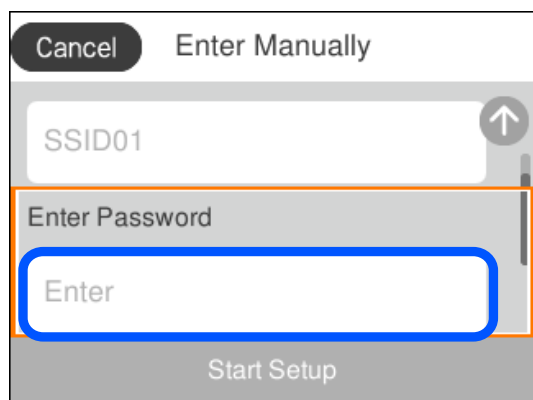 Cancel Enter Manually
SSID01
Enter Password
Enter
Start Setup